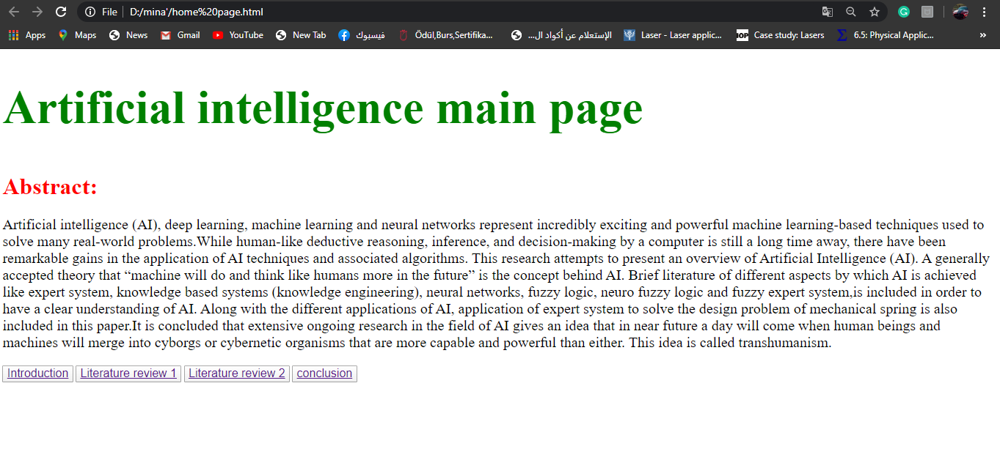 File D:/mina'/home%20page.html
Apps Maps News Gmail YouTube New Tab فيسبوك Ödül,Burs,Sertifika... الإستعلام عن أكواد ال... Laser - Laser applic... IOP Case study: Lasers Σ 6.5: Physical Applic... »
Artificial intelligence main page
Abstract:
Artificial intelligence (AI), deep learning, machine learning and neural networks represent incredibly exciting and powerful machine learning-based techniques used to
solve many real-world problems.While human-like deductive reasoning, inference, and decision-making by a computer is still a long time away, there have been
remarkable gains in the application of AI techniques and associated algorithms. This research attempts to present an overview of Artificial Intelligence (AI). A generally
accepted theory that “machine will do and think like humans more in the future” is the concept behind AI. Brief literature of different aspects by which AI is achieved
like expert system, knowledge based systems (knowledge engineering), neural networks, fuzzy logic, neuro fuzzy logic and fuzzy expert system,is included in order to
have a clear understanding of AI. Along with the different applications of AI, application of expert system to solve the design problem of mechanical spring is also
included in this paper.It is concluded that extensive ongoing research in the field of AI gives an idea that in near future a day will come when human beings and
machines will merge into cyborgs or cybernetic organisms that are more capable and powerful than either. This idea is called transhumanism.
Introduction Literature review 1 Literature review 2 conclusion